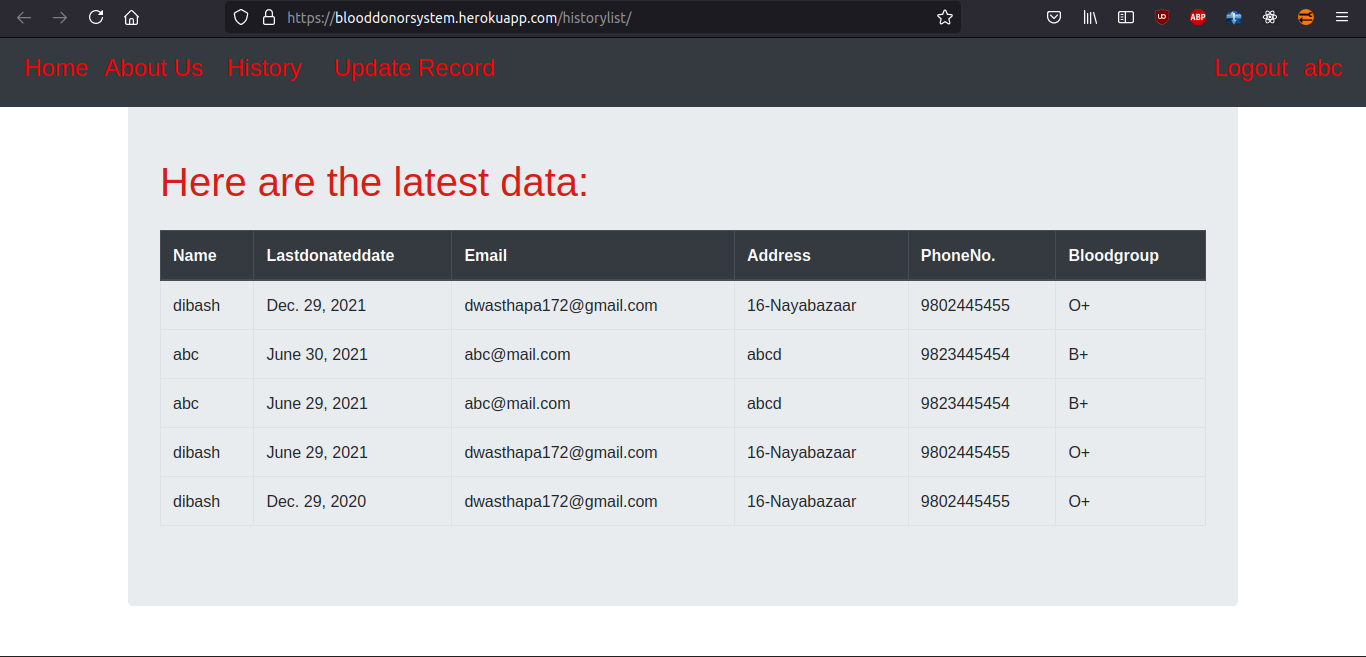 https://blooddonorsystem.herokuapp.com/historylist/
UD ABP
Home About Us History Update Record Logout abc
Here are the latest data:
Name Lastdonateddate Email Address PhoneNo. Bloodgroup
dibash Dec. 29, 2021 dwasthapa172@gmail.com 16-Nayabazaar 9802445455 O+
abc June 30, 2021 abc@mail.com abcd 9823445454 B+
abc June 29, 2021 abc@mail.com abcd 9823445454 B+
dibash June 29, 2021 dwasthapa172@gmail.com 16-Nayabazaar 9802445455 O+
dibash Dec. 29, 2020 dwasthapa172@gmail.com 16-Nayabazaar 9802445455 O+